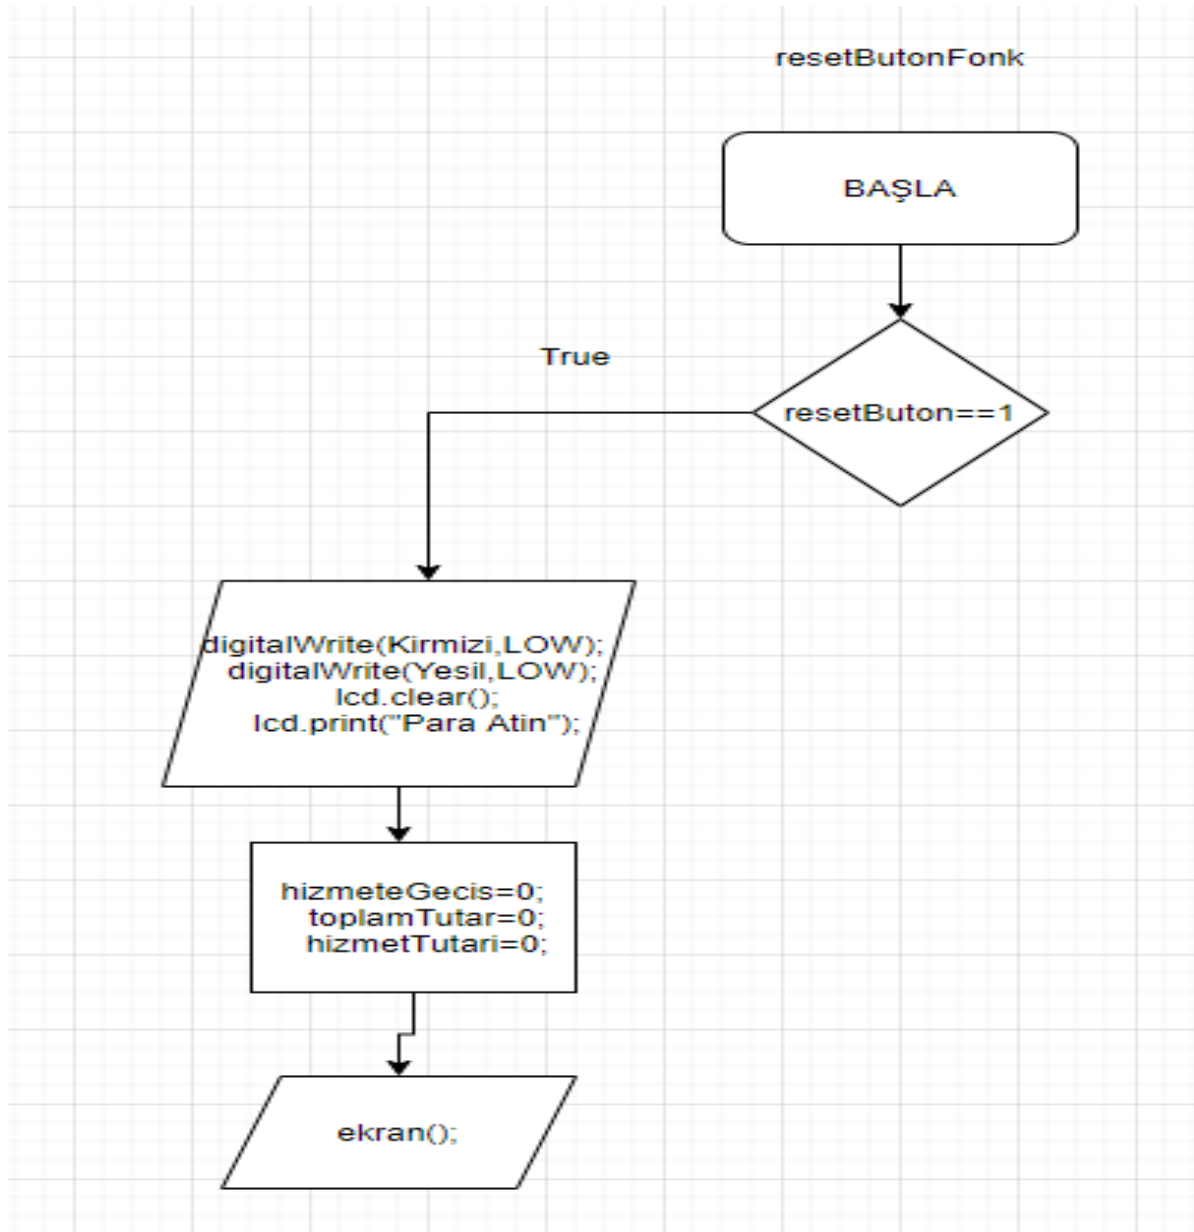 resetButonFonk
BAŞLA
True
resetButon==1
digitalWrite(Kirmizi,LOW);
digitalWrite(Yesil,LOW);
lcd.clear();
lcd.print("Para Atin");
hizmeteGecis=0;
toplamTutar=0;
hizmetTutari=0;
ekran();